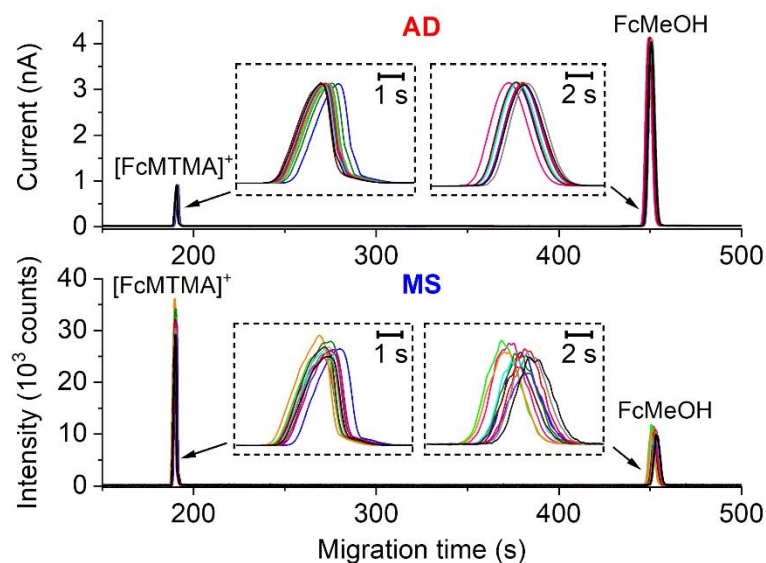 AD
FcMeOH
[FcMTMA]⁺
1 s
2 s
Current (nA)
4
3
2
1
0
200
300
400
500
MS
[FcMTMA]⁺
1 s
2 s
FcMeOH
Intensity (10³ counts)
40
30
20
10
0
200
300
400
500
Migration time (s)